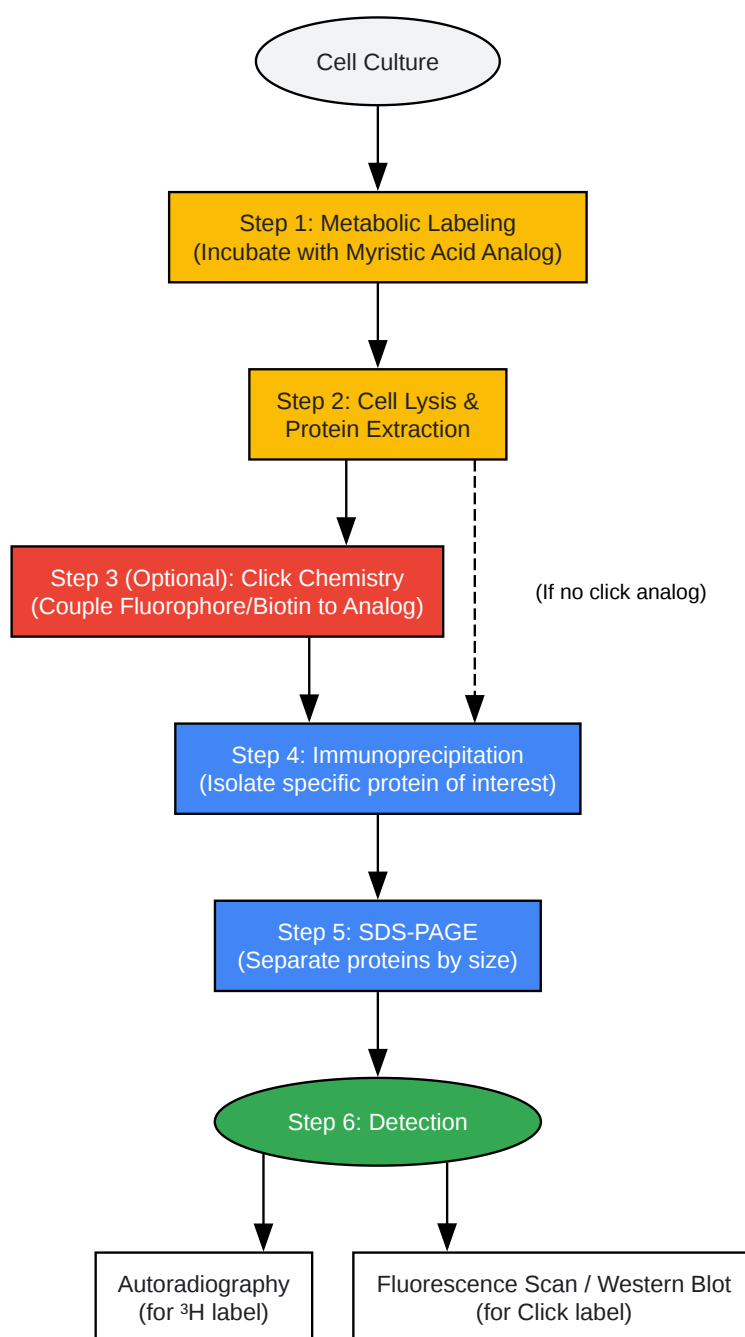 Cell Culture
Step 1: Metabolic Labeling
(Incubate with Myristic Acid Analog)
Step 2: Cell Lysis &
Protein Extraction
Step 3 (Optional): Click Chemistry
(Couple Fluorophore/Biotin to Analog)
(If no click analog)
Step 4: Immunoprecipitation
(Isolate specific protein of interest)
Step 5: SDS-PAGE
(Separate proteins by size)
Step 6: Detection
Autoradiography
(for ³H label)
Fluorescence Scan / Western Blot
(for Click label)